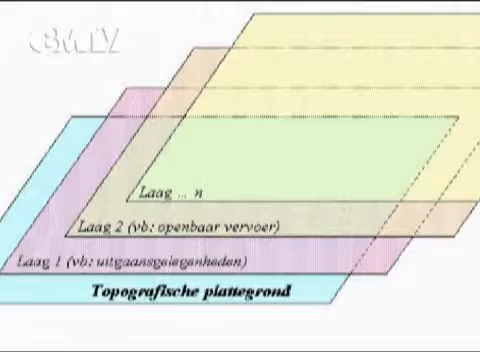 GMTV
Laag ... n
Laag 2 (vb: openbaar vervoer)
Laag 1 (vb: uitgaansgelegenheden)
Topografische plattegrond